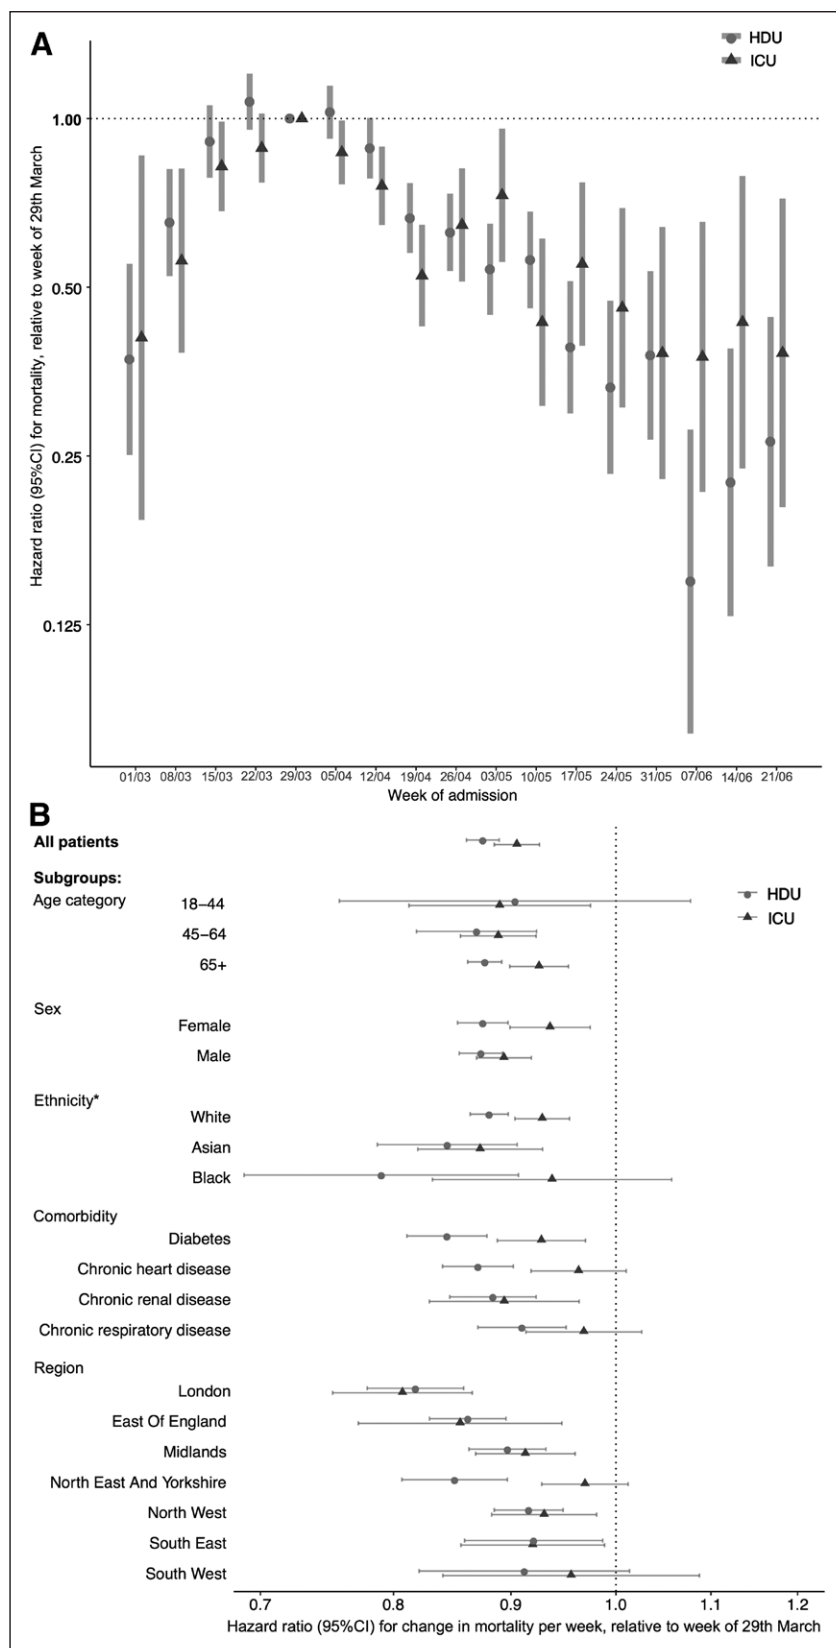 A
HDU
ICU
Hazard ratio (95%CI) for mortality, relative to week of 29th March
1.00
0.50
0.25
0.125
01/03 08/03 15/03 22/03 29/03 05/04 12/04 19/04 26/04 03/05 10/05 17/05 24/05 31/05 07/06 14/06 21/06
Week of admission
B
All patients
Subgroups:
HDU
ICU
Age category 18–44
45–64
65+
Sex
Female
Male
Ethnicity*
White
Asian
Black
Comorbidity
Diabetes
Chronic heart disease
Chronic renal disease
Chronic respiratory disease
Region
London
East Of England
Midlands
North East And Yorkshire
North West
South East
South West
0.7 0.8 0.9 1.0 1.1 1.2
Hazard ratio (95%CI) for change in mortality per week, relative to week of 29th March